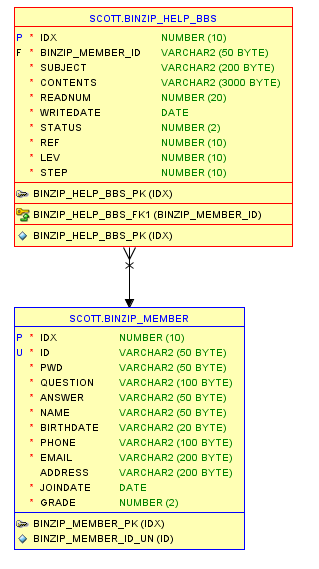 SCOTT.BINZIP_HELP_BBS
P * IDX NUMBER (10)
F * BINZIP_MEMBER_ID VARCHAR2 (50 BYTE)
* SUBJECT VARCHAR2 (200 BYTE)
* CONTENTS VARCHAR2 (3000 BYTE)
* READNUM NUMBER (20)
* WRITEDATE DATE
* STATUS NUMBER (2)
* REF NUMBER (10)
* LEV NUMBER (10)
* STEP NUMBER (10)
BINZIP_HELP_BBS_PK (IDX)
BINZIP_HELP_BBS_FK1 (BINZIP_MEMBER_ID)
BINZIP_HELP_BBS_PK (IDX)
SCOTT.BINZIP_MEMBER
P * IDX NUMBER (10)
U * ID VARCHAR2 (50 BYTE)
* PWD VARCHAR2 (50 BYTE)
* QUESTION VARCHAR2 (100 BYTE)
* ANSWER VARCHAR2 (50 BYTE)
* NAME VARCHAR2 (50 BYTE)
* BIRTHDATE VARCHAR2 (20 BYTE)
* PHONE VARCHAR2 (100 BYTE)
* EMAIL VARCHAR2 (200 BYTE)
ADDRESS VARCHAR2 (200 BYTE)
* JOINDATE DATE
* GRADE NUMBER (2)
BINZIP_MEMBER_PK (IDX)
BINZIP_MEMBER_ID_UN (ID)